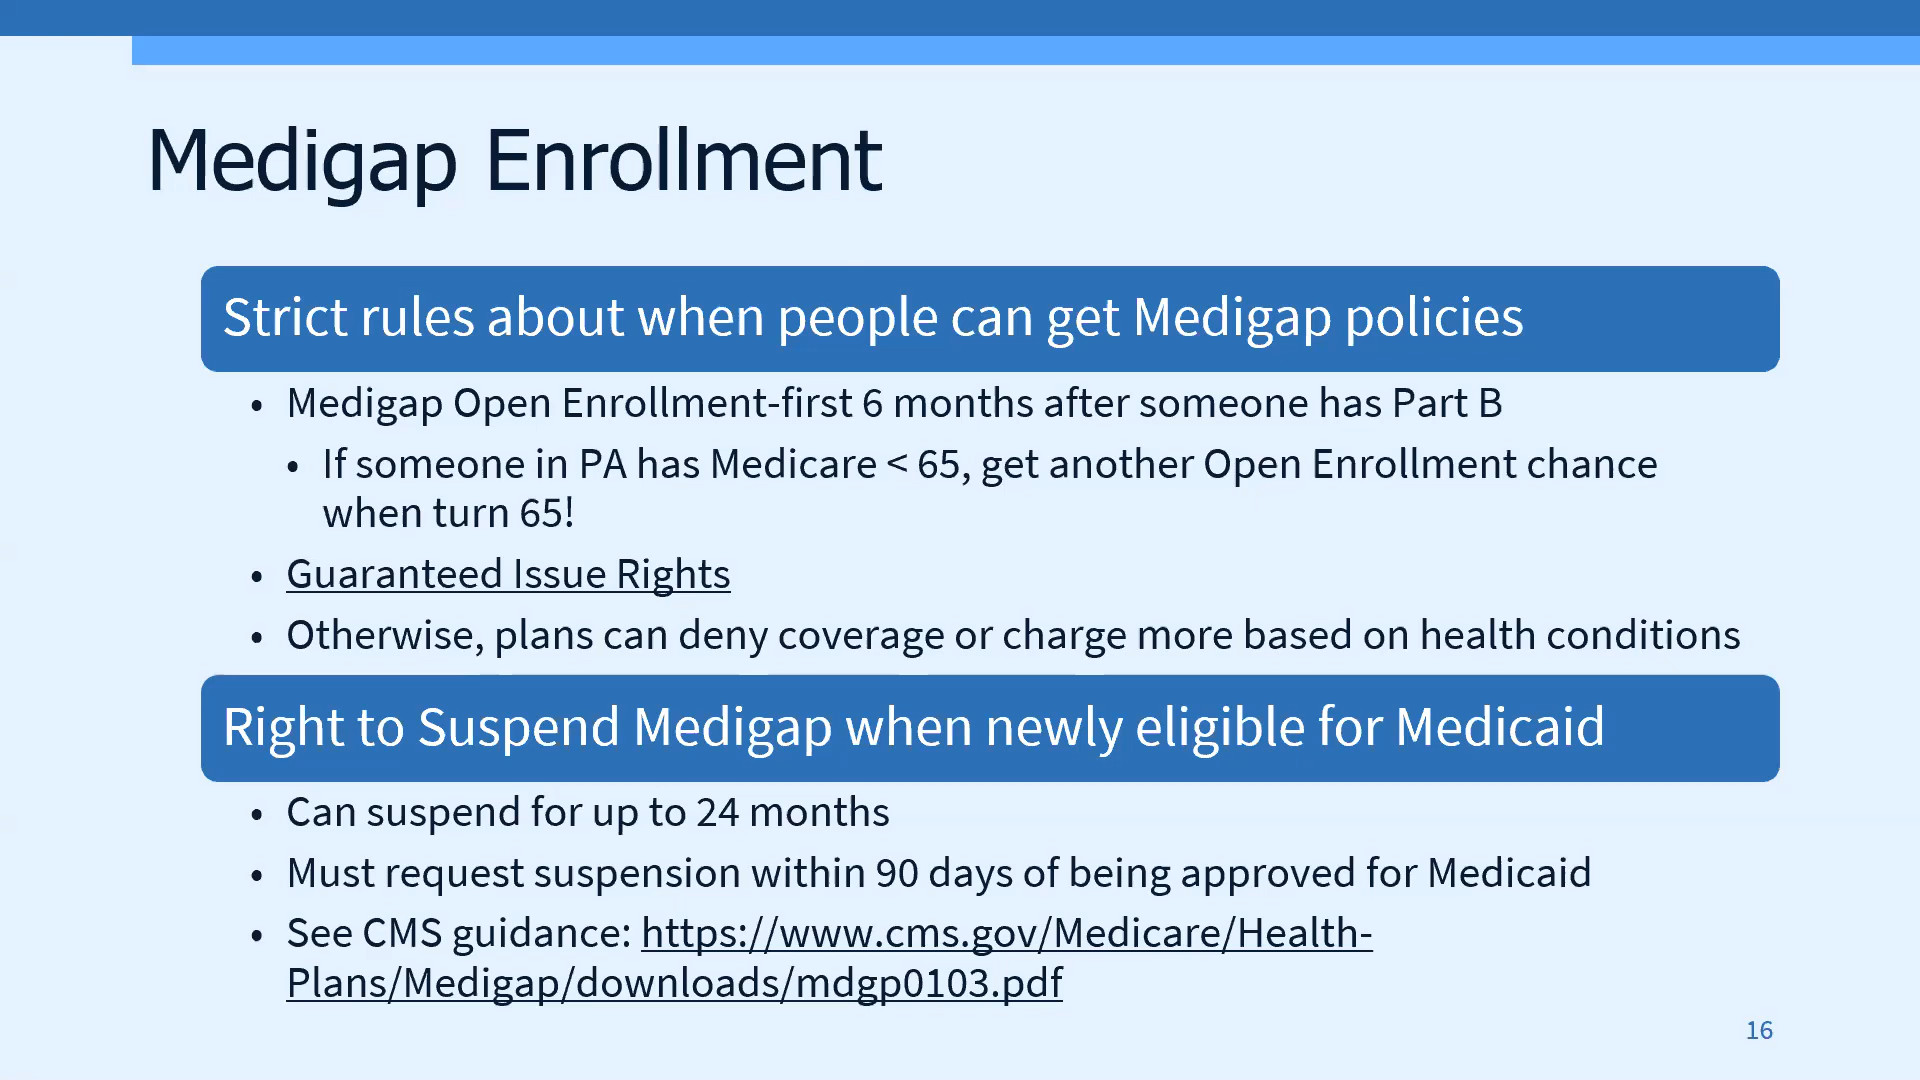 Medigap Enrollment
Strict rules about when people can get Medigap policies
• Medigap Open Enrollment-first 6 months after someone has Part B
• If someone in PA has Medicare < 65, get another Open Enrollment chance
when turn 65!
• Guaranteed Issue Rights
• Otherwise, plans can deny coverage or charge more based on health conditions
Right to Suspend Medigap when newly eligible for Medicaid
• Can suspend for up to 24 months
• Must request suspension within 90 days of being approved for Medicaid
• See CMS guidance: https://www.cms.gov/Medicare/Health-
Plans/Medigap/downloads/mdgp0103.pdf
16